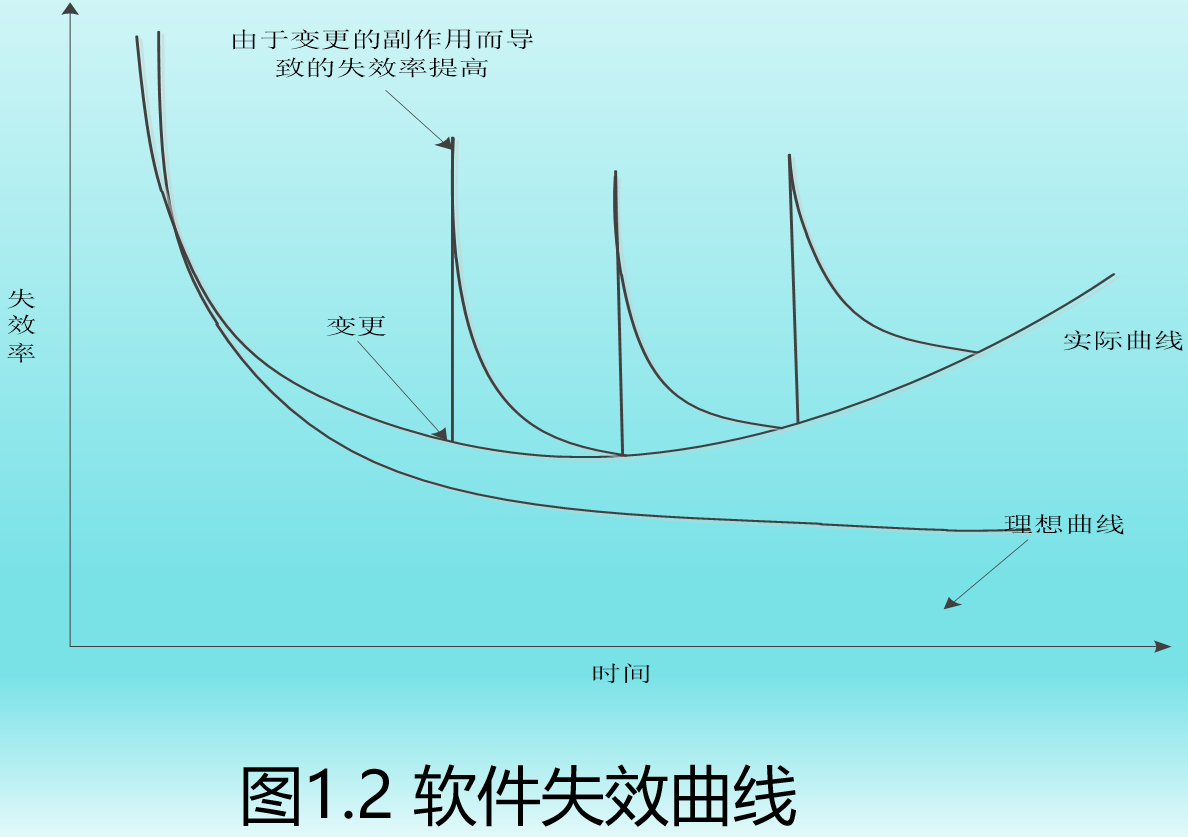 由于变更的副作用而导
致的失效率提高
失
效
率
变更
实际曲线
理想曲线
时间
图1.2 软件失效曲线